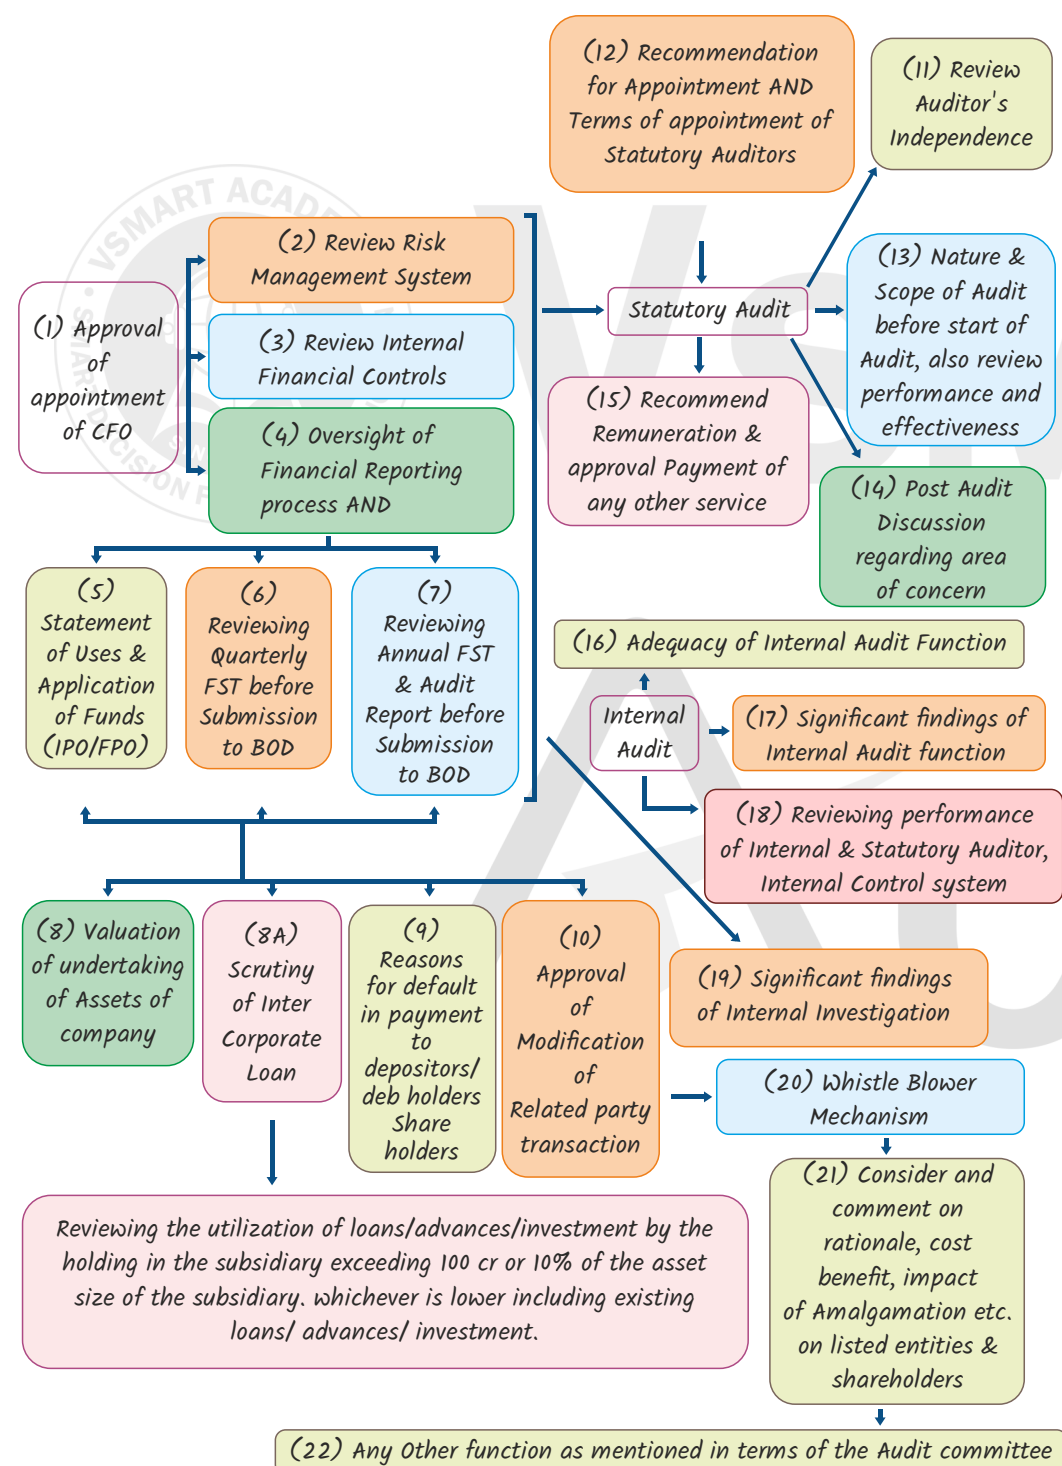 (12) Recommendation
for Appointment AND
Terms of appointment of
Statutory Auditors
(11) Review
Auditor's
Independence
(1) Approval
of
appointment
of CFO
(2) Review Risk
Management System
(3) Review Internal
Financial Controls
(4) Oversight of
Financial Reporting
process AND
Statutory Audit
(13) Nature &
Scope of Audit
before start of
Audit, also review
performance and
effectiveness
(15) Recommend
Remuneration &
approval Payment of
any other service
(14) Post Audit
Discussion
regarding area
of concern
(5)
Statement
of Uses &
Application
of Funds
(IPO/FPO)
(6)
Reviewing
Quarterly
FST before
Submission
to BOD
(7)
Reviewing
Annual FST
& Audit
Report before
Submission
to BOD
(16) Adequacy of Internal Audit Function
Internal
Audit
(17) Significant findings of
Internal Audit function
(18) Reviewing performance
of Internal & Statutory Auditor,
Internal Control system
(8) Valuation
of undertaking
of Assets of
company
(8A)
Scrutiny
of Inter
Corporate
Loan
(9)
Reasons
for default
in payment
to
depositors/
deb holders
Share
holders
(10)
Approval
of
Modification
of
Related party
transaction
(19) Significant findings
of Internal Investigation
(20) Whistle Blower
Mechanism
(21) Consider and
comment on
rationale, cost
benefit, impact
of Amalgamation etc.
on listed entities &
shareholders
Reviewing the utilization of loans/advances/investment by the
holding in the subsidiary exceeding 100 cr or 10% of the asset
size of the subsidiary. whichever is lower including existing
loans/ advances/ investment.
(22) Any Other function as mentioned in terms of the Audit committee
VSMART ACAD